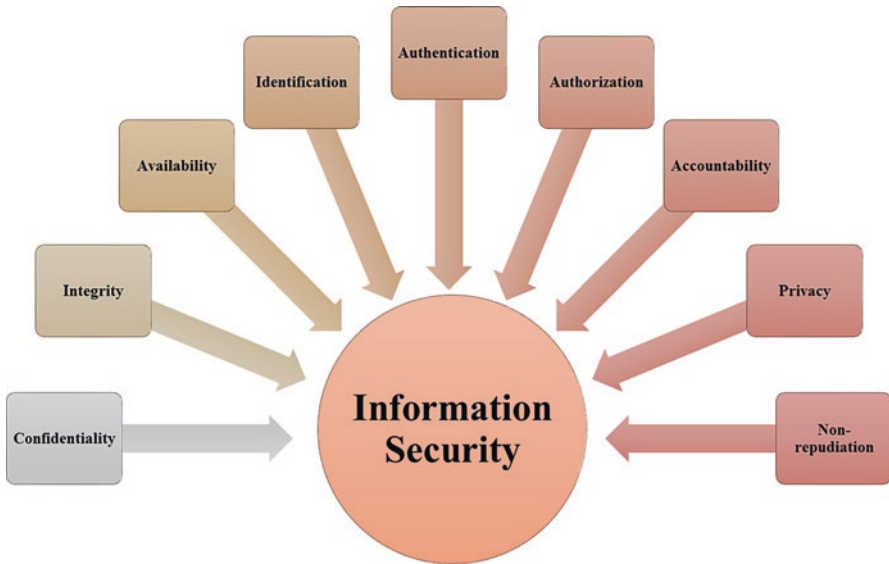 Authentication
Identification
Authorization
Availability
Accountability
Integrity
Privacy
Confidentiality
Information
Security
Non-
repudiation